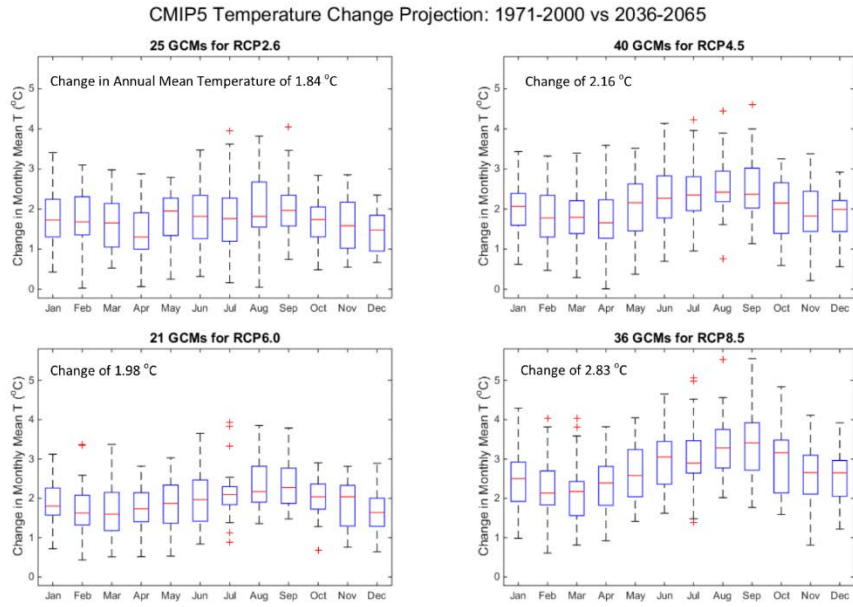 CMIP5 Temperature Change Projection: 1971-2000 vs 2036-2065
25 GCMs for RCP2.6
Change in Annual Mean Temperature of 1.84 °C
Change in Monthly Mean T (°C)
5
4
3
2
1
0
Jan Feb Mar Apr May Jun Jul Aug Sep Oct Nov Dec
40 GCMs for RCP4.5
Change of 2.16 °C
Change in Monthly Mean T (°C)
5
4
3
2
1
0
Jan Feb Mar Apr May Jun Jul Aug Sep Oct Nov Dec
21 GCMs for RCP6.0
Change of 1.98 °C
Change in Monthly Mean T (°C)
5
4
3
2
1
0
Jan Feb Mar Apr May Jun Jul Aug Sep Oct Nov Dec
36 GCMs for RCP8.5
Change of 2.83 °C
Change in Monthly Mean T (°C)
5
4
3
2
1
0
Jan Feb Mar Apr May Jun Jul Aug Sep Oct Nov Dec